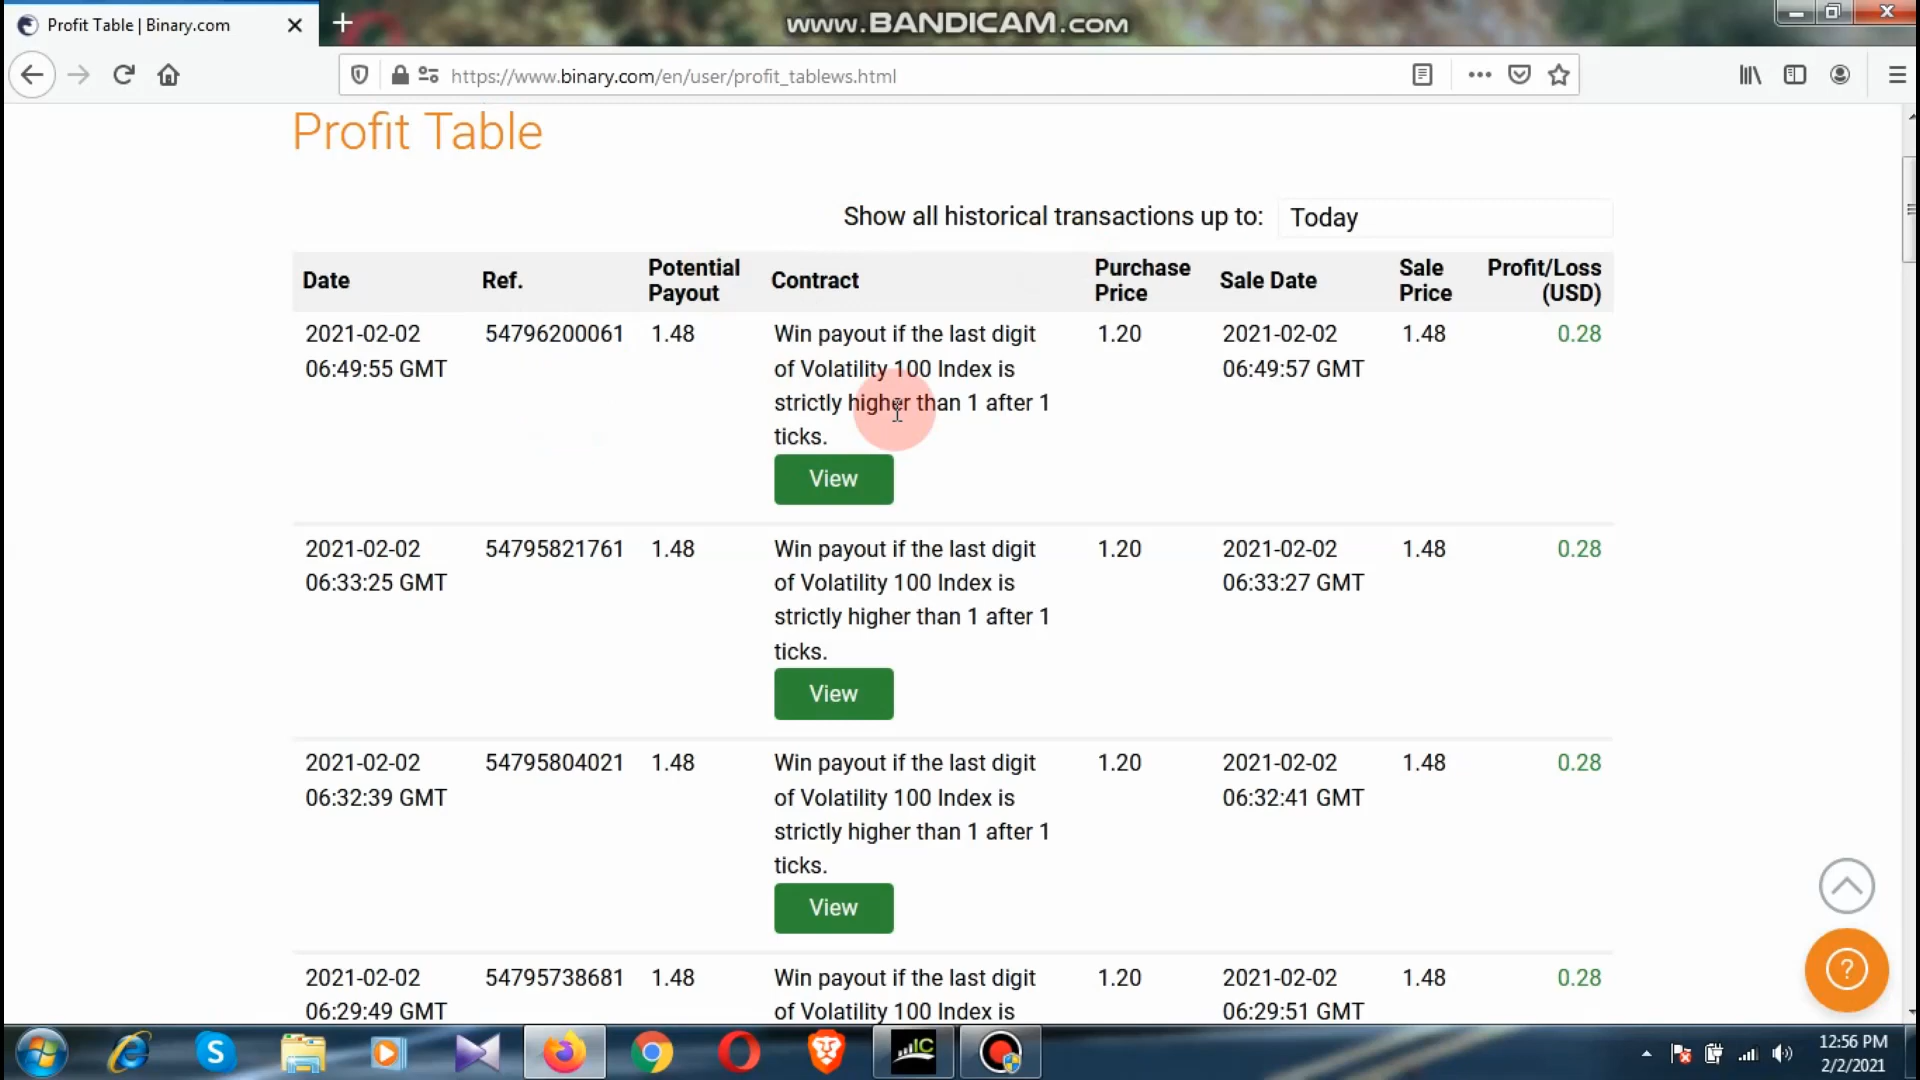 Profit Table | Binary.com
www.BANDICAM.com
https://www.binary.com/en/user/profit_tablews.html
Profit Table
Show all historical transactions up to: Today
Date Ref. Potential Payout Contract Purchase Price Sale Date Sale Price Profit/Loss (USD)
2021-02-02 54796200061 1.48 Win payout if the last digit 1.20 2021-02-02 1.48 0.28
06:49:55 GMT of Volatility 100 Index is 06:49:57 GMT
strictly higher than 1 after 1
ticks.
View
2021-02-02 54795821761 1.48 Win payout if the last digit 1.20 2021-02-02 1.48 0.28
06:33:25 GMT of Volatility 100 Index is 06:33:27 GMT
strictly higher than 1 after 1
ticks.
View
2021-02-02 54795804021 1.48 Win payout if the last digit 1.20 2021-02-02 1.48 0.28
06:32:39 GMT of Volatility 100 Index is 06:32:41 GMT
strictly higher than 1 after 1
ticks.
View
2021-02-02 54795738681 1.48 Win payout if the last digit 1.20 2021-02-02 1.48 0.28
06:29:49 GMT of Volatility 100 Index is 06:29:51 GMT
IC
12:56 PM
2/2/2021